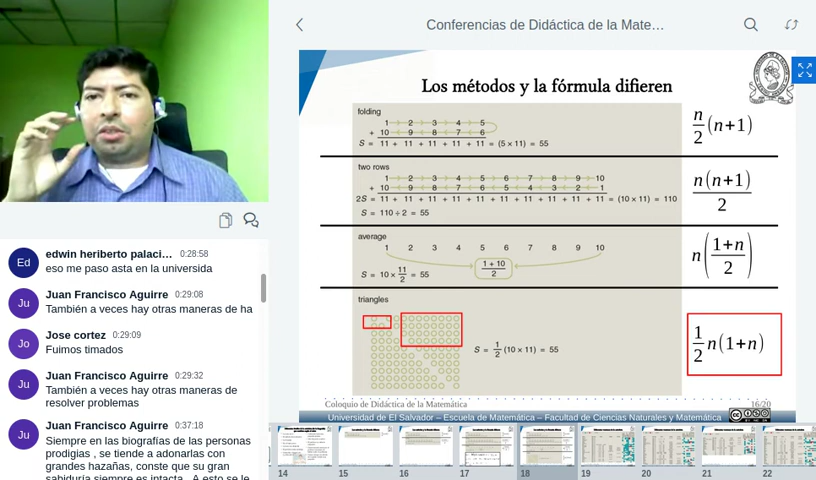 Conferencias de Didáctica de la Mate…
Los métodos y la fórmula difieren
folding
1 2 3 4 5
+ 10 9 8 7 6
S = 11 + 11 + 11 + 11 + 11 = (5 × 11) = 55
n/2 (n+1)
two rows
1 2 3 4 5 6 7 8 9 10
+ 10 9 8 7 6 5 4 3 2 1
2S = 11 + 11 + 11 + 11 + 11 + 11 + 11 + 11 + 11 + 11 = (10 × 11) = 110
S = 110 ÷ 2 = 55
n(n+1)/2
average
1 2 3 4 5 6 7 8 9 10
1 + 10 / 2
S = 10 × 11/2 = 55
n(1+n/2)
triangles
S = 1/2 (10 × 11) = 55
1/2 n(1+n)
Coloquio de Didáctica de la Matemática 16/20
Universidad de El Salvador – Escuela de Matemática – Facultad de Ciencias Naturales y Matemática
14 15 16 17 18 19 20 21 22
Ed edwin heriberto palaci… 0:28:58
eso me paso asta en la universida
Ju Juan Francisco Aguirre 0:29:08
También a veces hay otras maneras de ha
Jo Jose cortez 0:29:09
Fuimos timados
Ju Juan Francisco Aguirre 0:29:32
También a veces hay otras maneras de
resolver problemas
Ju Juan Francisco Aguirre 0:37:18
Siempre en las biografías de las personas
prodigias , se tiende a adonarlas con
grandes hazañas, conste que su gran
sabiduría siempre es intacta. A esto se le